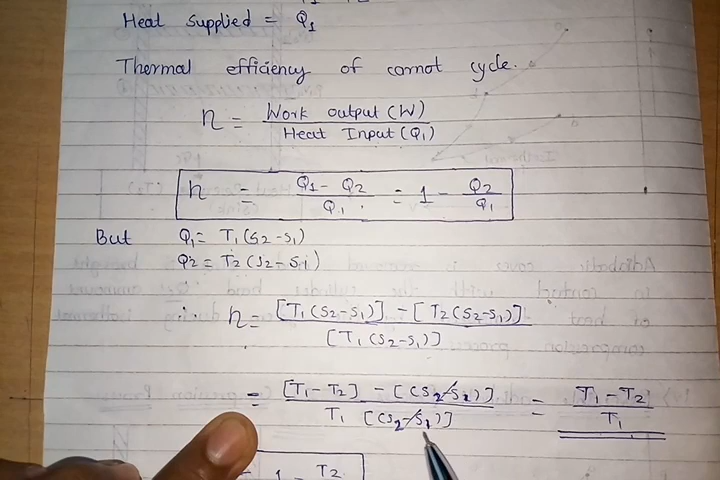 Heat Supplied = Q1
Thermal efficiency of cornot cycle.
η = Work output (W) / Heat Input (Q1)
η = Q1 - Q2 / Q1 = 1 - Q2 / Q1
But Q1 = T1 (S2 - S1)
Q2 = T2 (S2 - S1)
∴ η = [T1 (S2 - S1)] - [T2 (S2 - S1)] / [T1 (S2 - S1)]
= [T1 - T2] - [(S2 - S1)] / T1 [(S2 - S1)] = T1 - T2 / T1
1 - T2